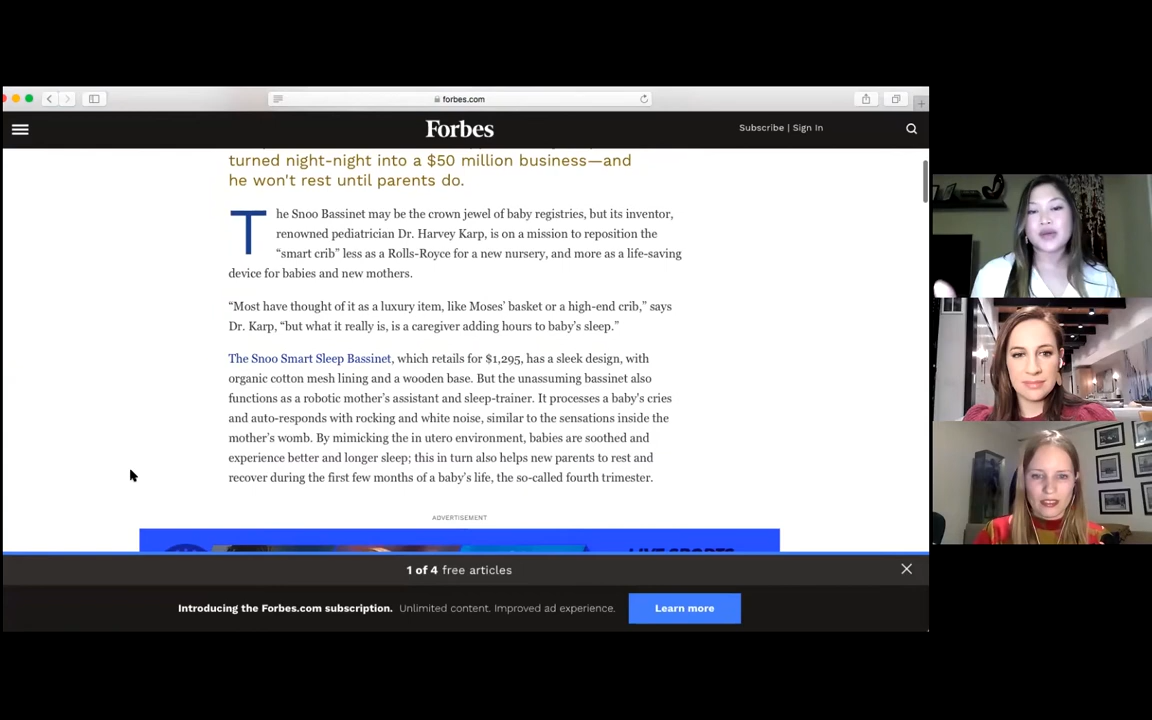 forbes.com
Forbes
Subscribe | Sign In
turned night-night into a $50 million business—and
he won't rest until parents do.
The Snoo Bassinet may be the crown jewel of baby registries, but its inventor,
renowned pediatrician Dr. Harvey Karp, is on a mission to reposition the
“smart crib” less as a Rolls-Royce for a new nursery, and more as a life-saving
device for babies and new mothers.
“Most have thought of it as a luxury item, like Moses’ basket or a high-end crib,” says
Dr. Karp, “but what it really is, is a caregiver adding hours to baby’s sleep.”
The Snoo Smart Sleep Bassinet, which retails for $1,295, has a sleek design, with
organic cotton mesh lining and a wooden base. But the unassuming bassinet also
functions as a robotic mother’s assistant and sleep-trainer. It processes a baby's cries
and auto-responds with rocking and white noise, similar to the sensations inside the
mother’s womb. By mimicking the in utero environment, babies are soothed and
experience better and longer sleep; this in turn also helps new parents to rest and
recover during the first few months of a baby’s life, the so-called fourth trimester.
ADVERTISEMENT
LIVE SPORTS
1 of 4 free articles
Introducing the Forbes.com subscription. Unlimited content. Improved ad experience.
Learn more